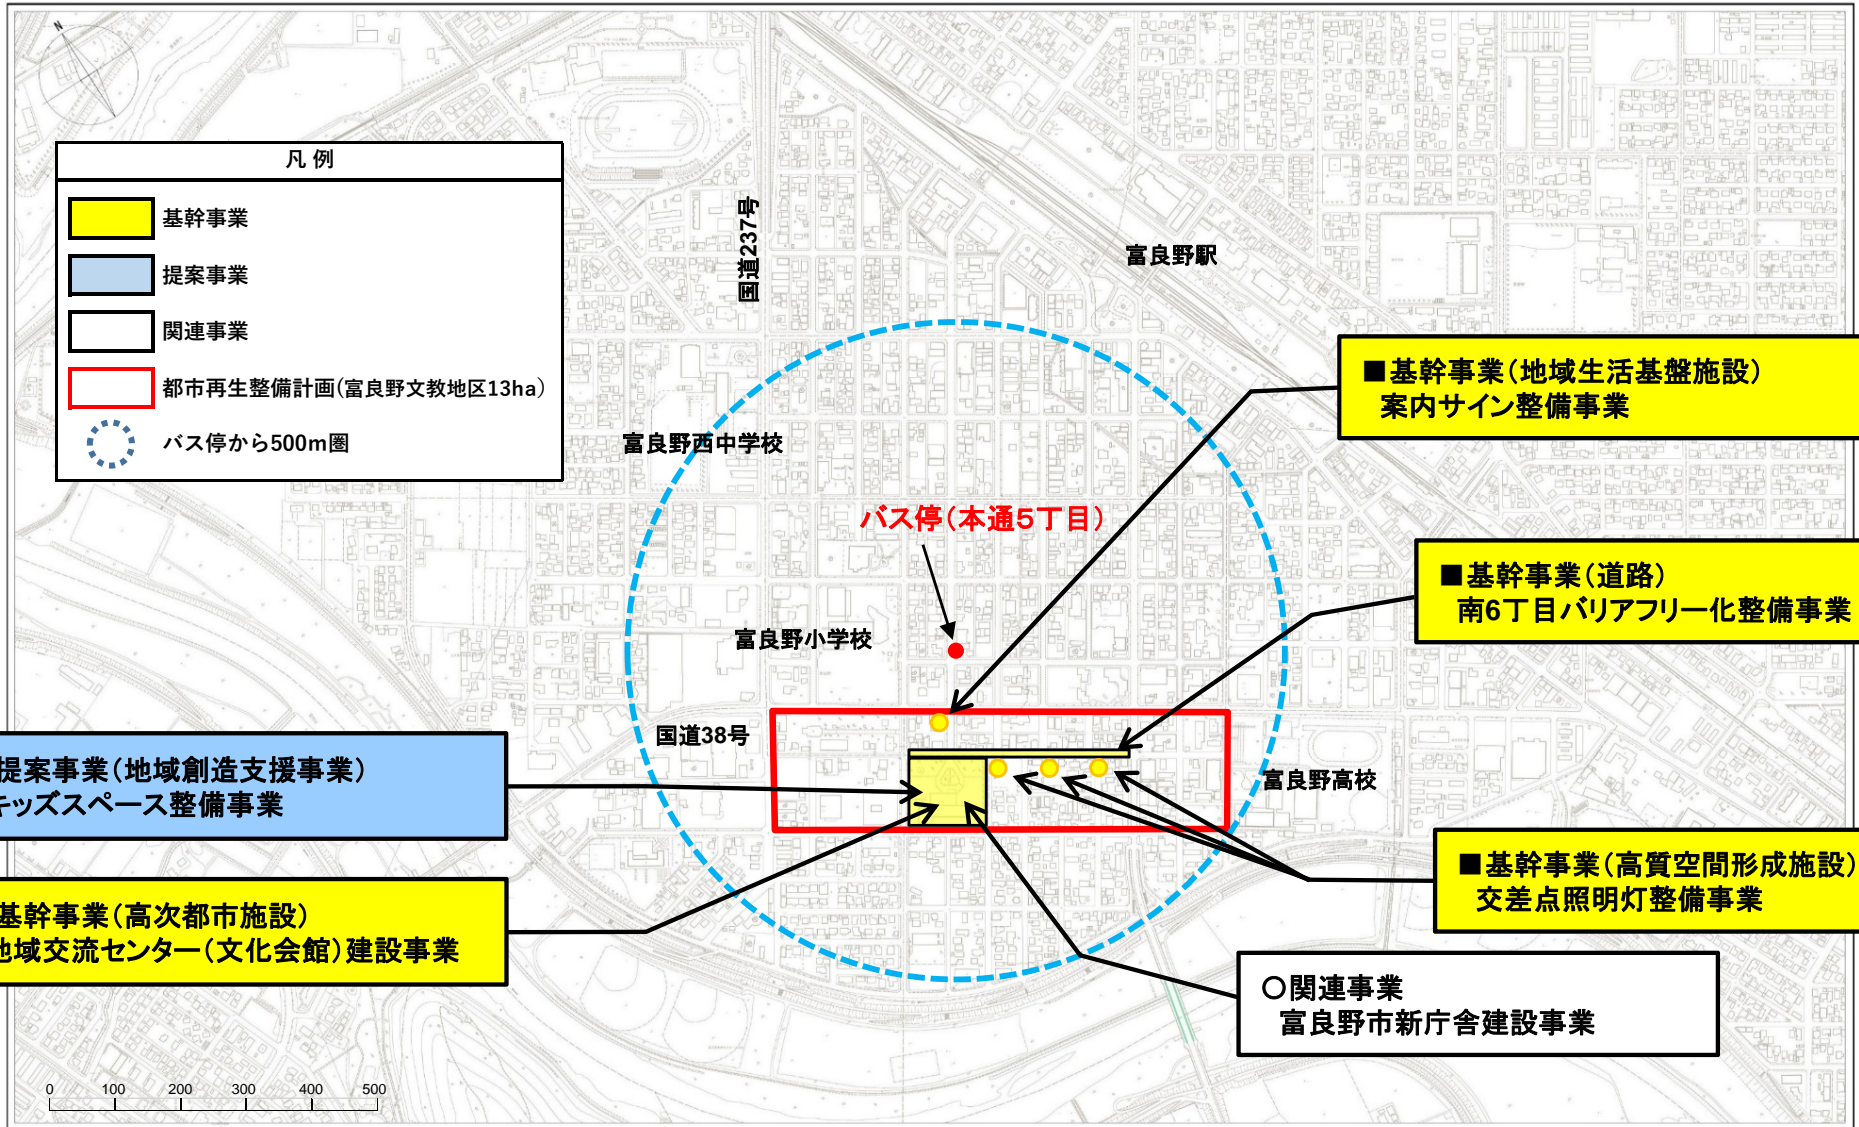 N
凡 例
基幹事業
提案事業
関連事業
都市再生整備計画(富良野文教地区13ha)
バス停から500m圏
国道237号
富良野駅
■基幹事業(地域生活基盤施設)
案内サイン整備事業
富良野西中学校
バス停(本通5丁目)
■基幹事業(道路)
南6丁目バリアフリー化整備事業
富良野小学校
国道38号
提案事業(地域創造支援事業)
キッズスペース整備事業
富良野高校
■基幹事業(高質空間形成施設)
交差点照明灯整備事業
基幹事業(高次都市施設)
地域交流センター(文化会館)建設事業
○関連事業
富良野市新庁舎建設事業
0 100 200 300 400 500